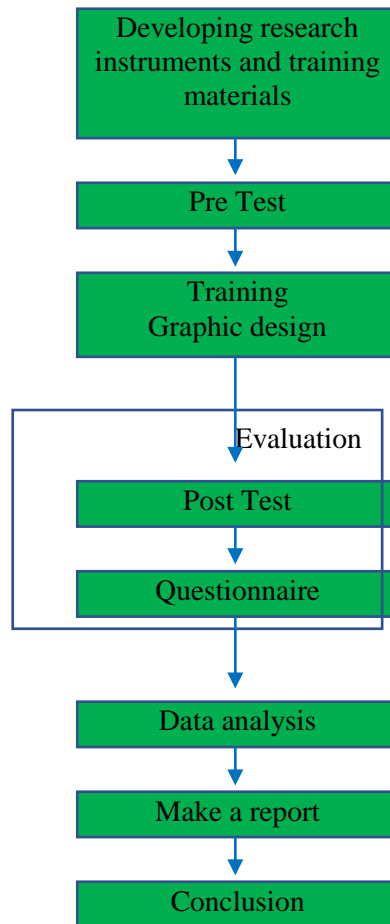 Developing research
instruments and training
materials
Pre Test
Training
Graphic design
Evaluation
Post Test
Questionnaire
Data analysis
Make a report
Conclusion